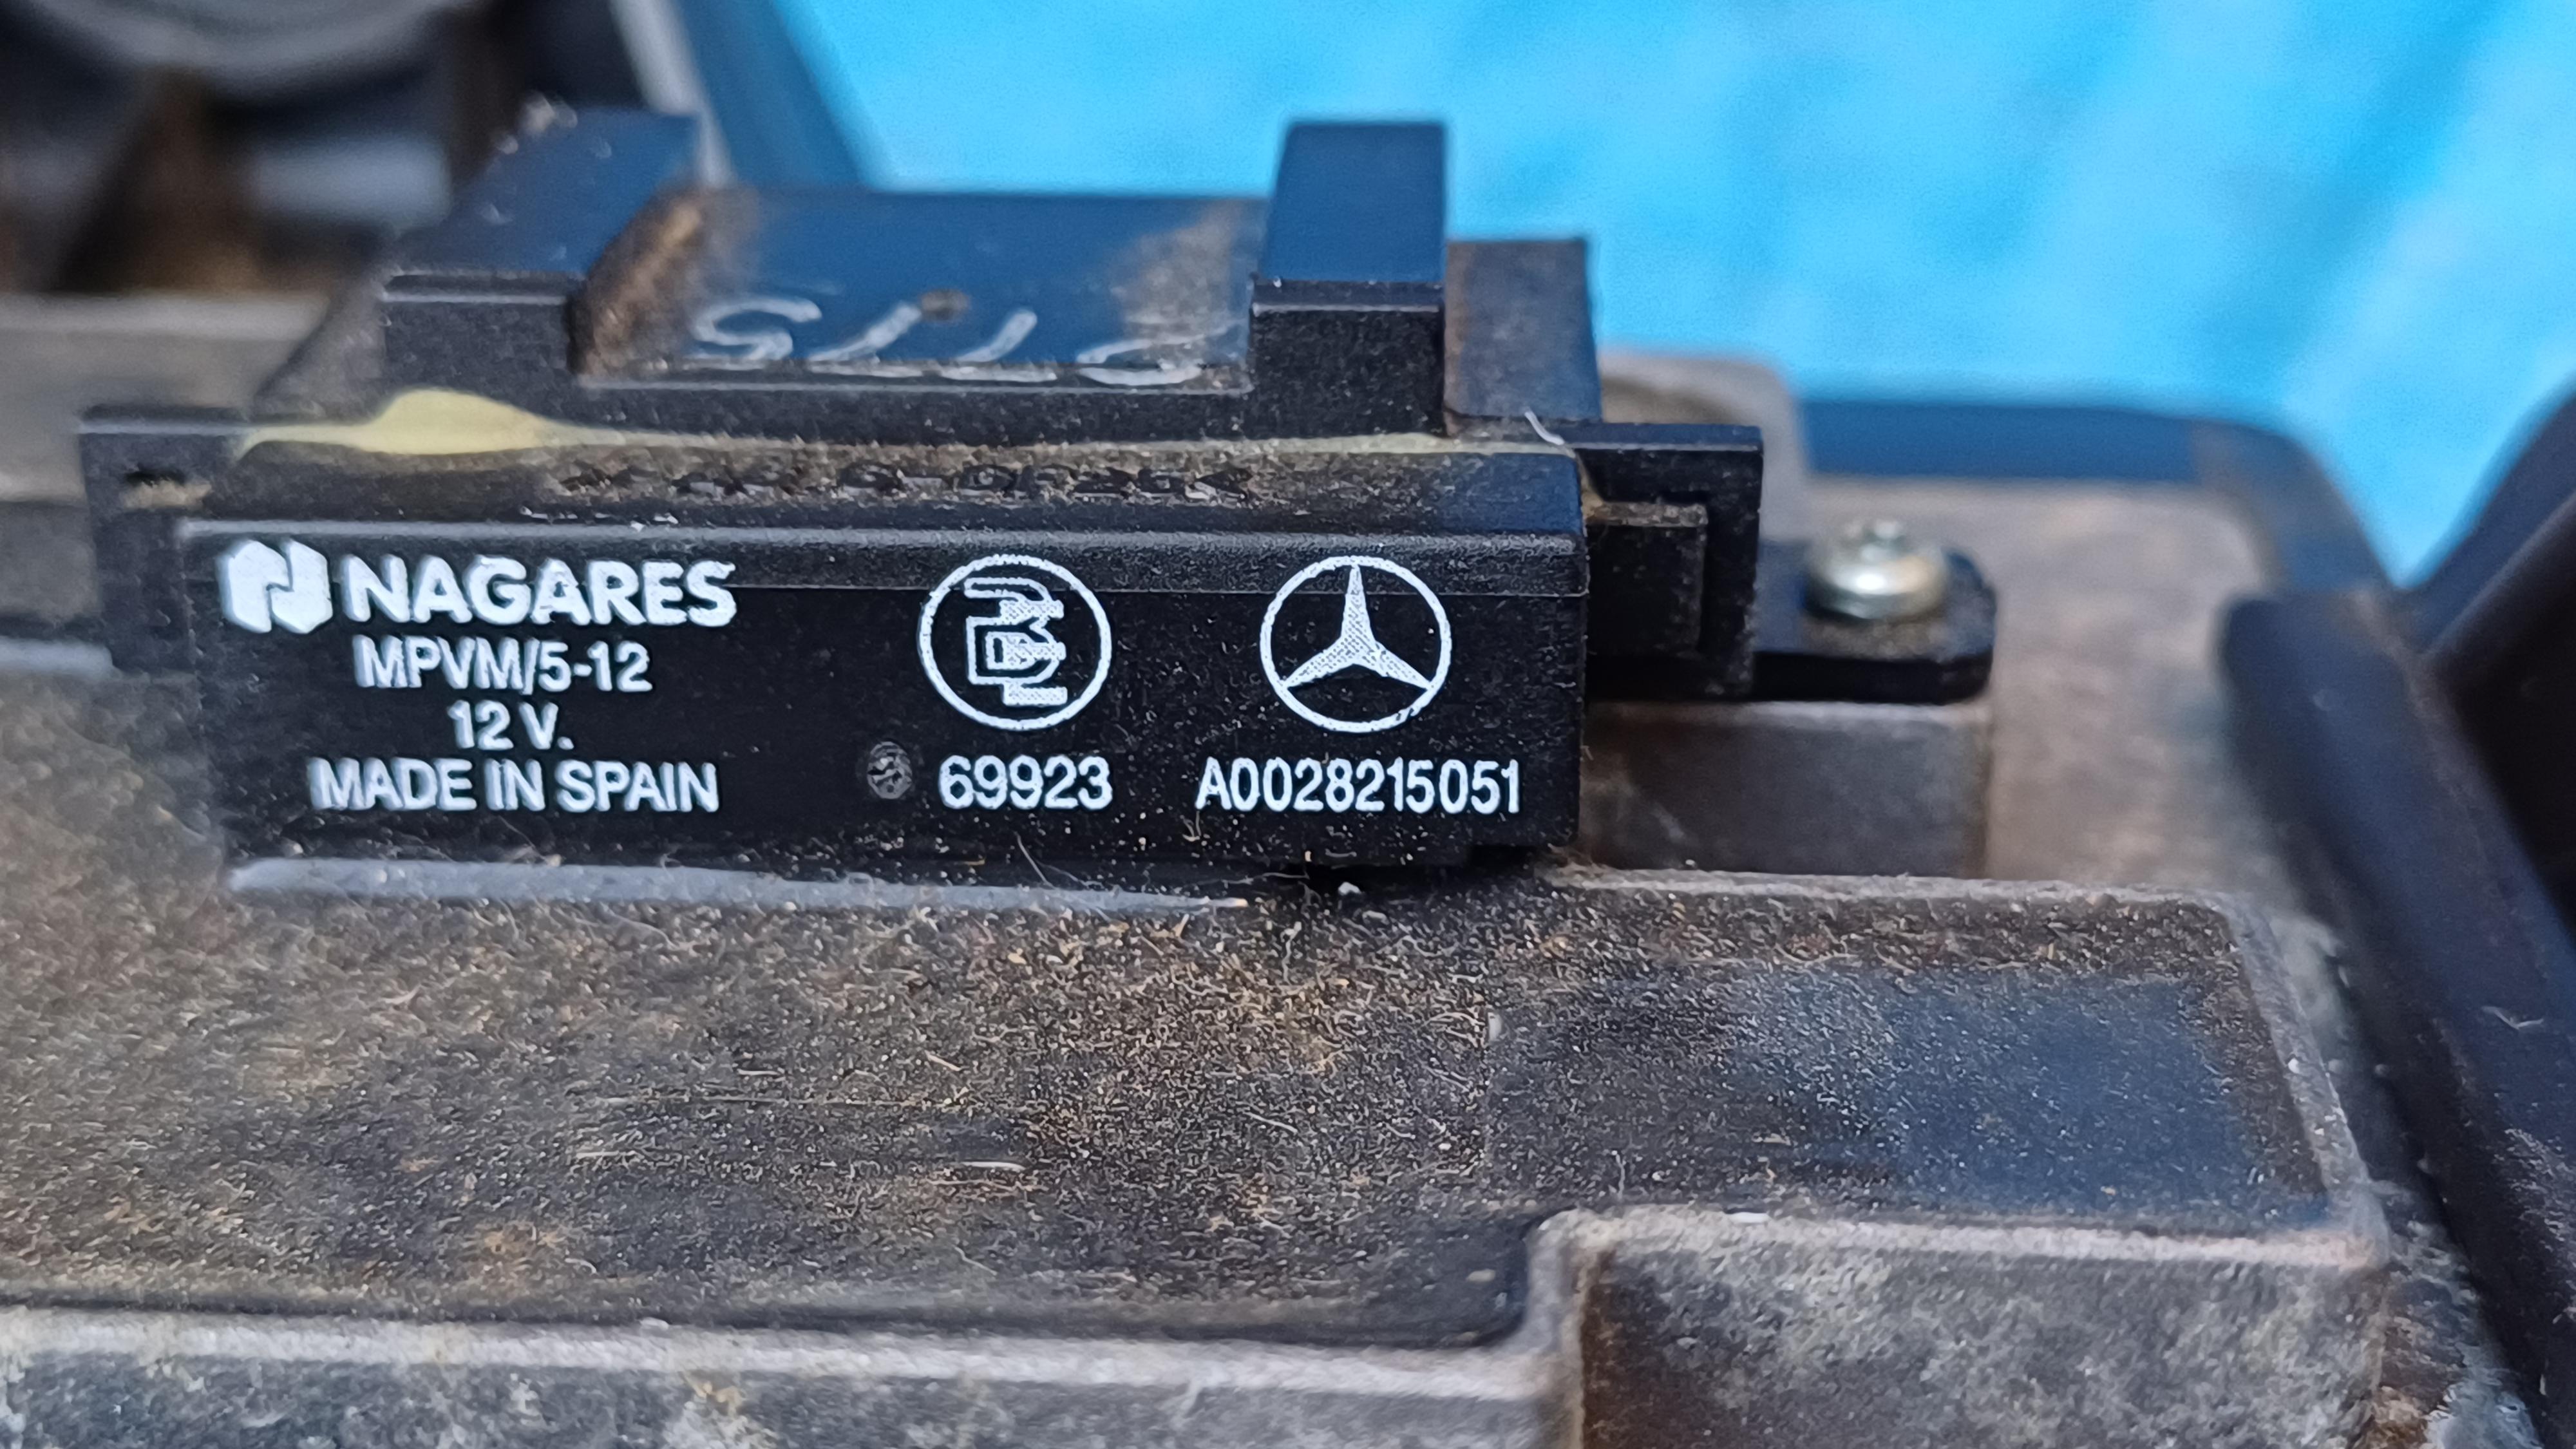 NAGARES
MPVM/5-12
12 V.
MADE IN SPAIN
69923
A0028215051